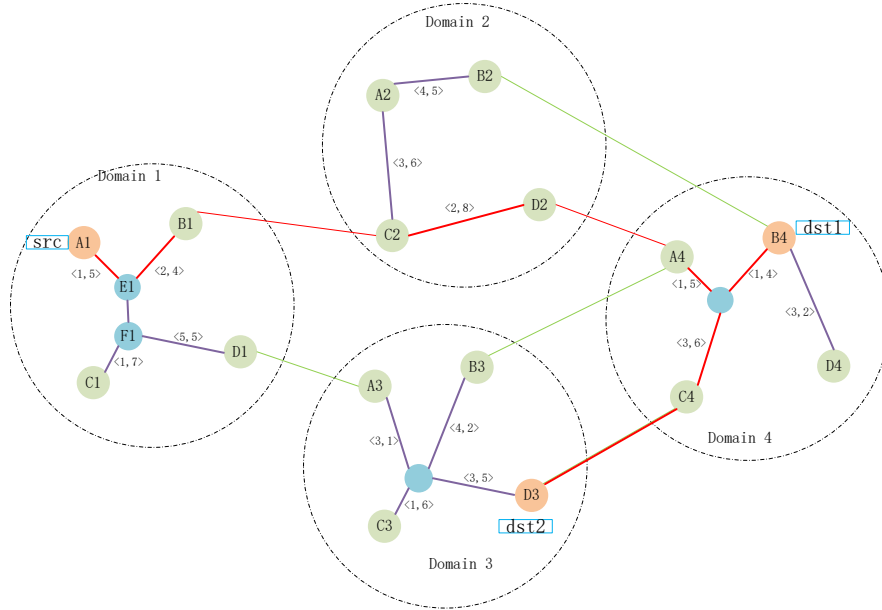 Domain 2
B2
A2
<4,5>
<3,6>
<2,8>
D2
C2
Domain 1
B1
src
A1
<1,5>
<2,4>
E1
F1
<5,5>
D1
<1,7>
C1
B4
dst1
A4
<1,5>
<1,4>
<3,2>
<3,6>
D4
C4
Domain 4
B3
A3
<3,1>
<4,2>
<3,5>
D3
<1,6>
C3
dst2
Domain 3